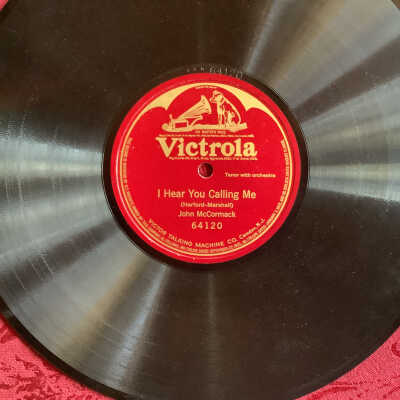 64120
HIS MASTER'S VOICE
Victrola
Tenor with orchestra
I Hear You Calling Me
(Harford-Marshall)
John McCormack
64120
VICTOR TALKING MACHINE CO. Camden, N.J.